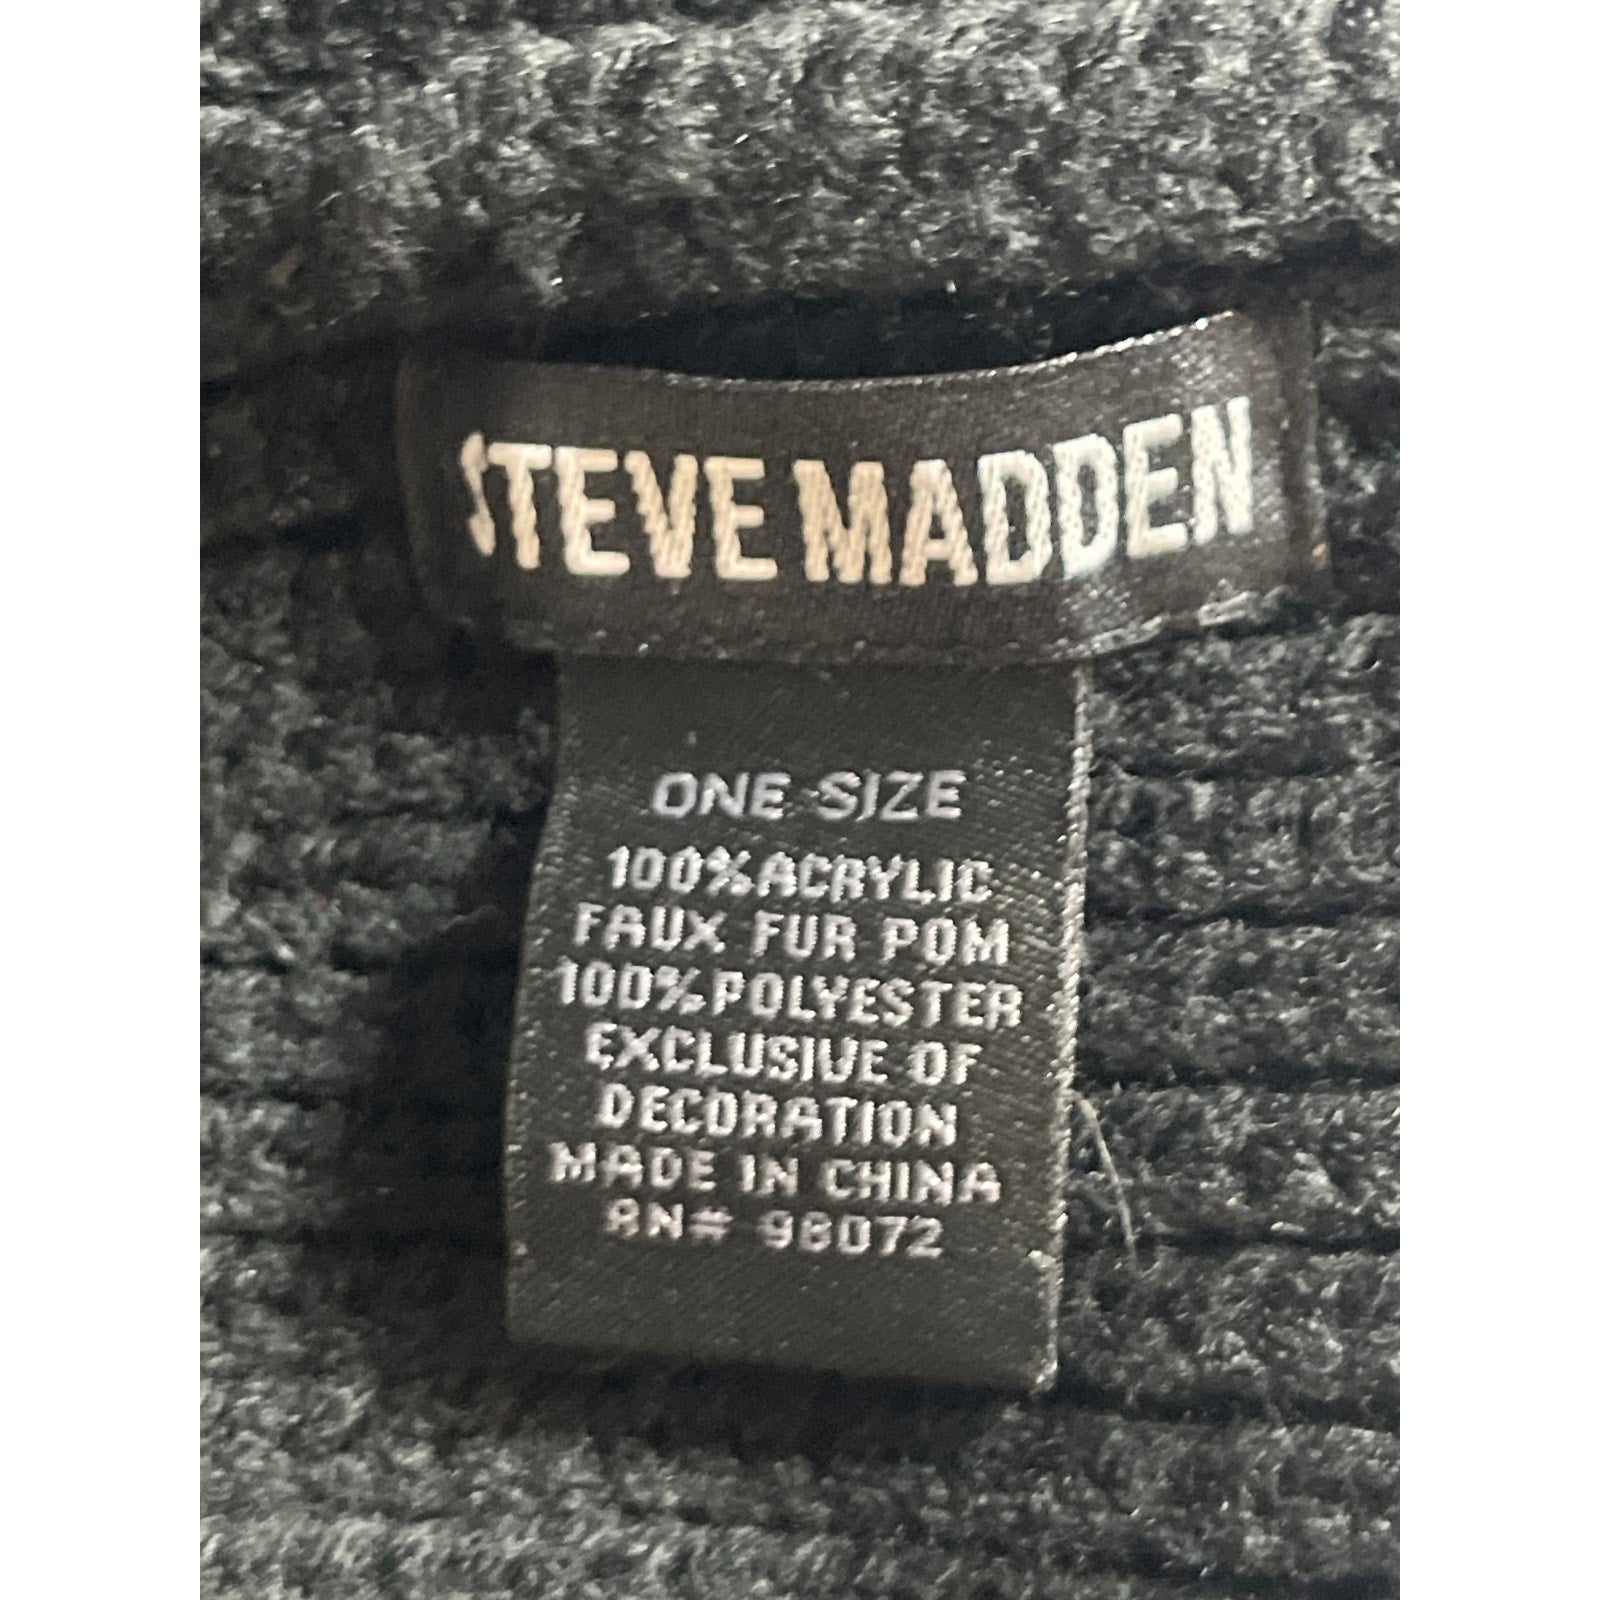 STEVE MADDEN
ONE SIZE
100%ACRYLIC
FAUX FUR POM
100%POLYESTER
EXCLUSIVE OF
DECORATION
MADE IN CHINA
RN# 98072